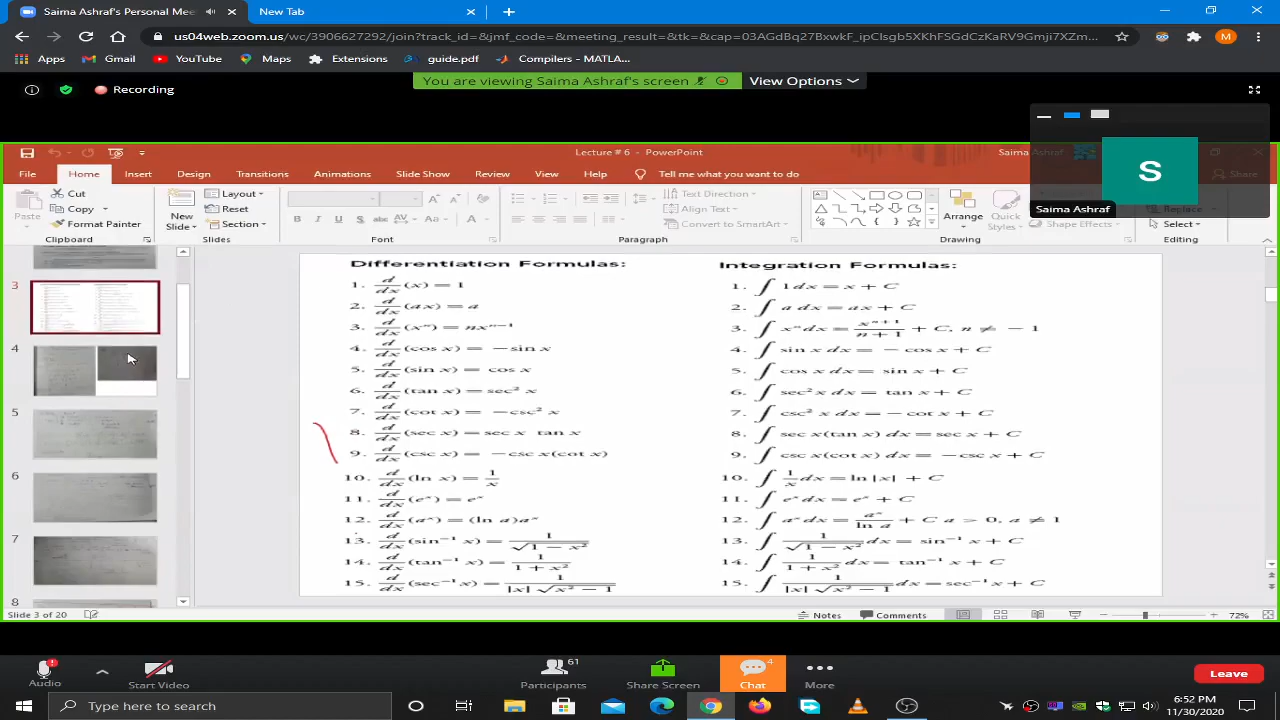 Saima Ashraf's Personal Mee
New Tab
us04web.zoom.us/wc/3906627292/join?track_id=&jmf_code=&meeting_result=&tk=&cap=03AGdBq27BxwkF_ipClsgb5XKhFSGdCzKaRV9Gmji7XZm...
M
Apps
Gmail
YouTube
Maps
Extensions
guide.pdf
Compilers - MATLA...
You are viewing Saima Ashraf's screen
View Options
Recording
Lecture # 6 - PowerPoint
Saima Ashraf
S
Saima Ashraf
File
Home
Insert
Design
Transitions
Animations
Slide Show
Review
View
Help
Tell me what you want to do
Share
Paste
Cut
Copy
Format Painter
Clipboard
New Slide
Layout
Reset
Section
Slides
Font
Text Direction
Align Text
Convert to SmartArt
Paragraph
Arrange
Quick Styles
Shape Effects
Drawing
Replace
Select
Editing
3
4
5
6
7
8
Differentiation Formulas:
1. d/dx (x) = 1
2. d/dx (ax) = a
3. d/dx (xⁿ) = nxⁿ⁻¹
4. d/dx (cos x) = −sin x
5. d/dx (sin x) = cos x
6. d/dx (tan x) = sec² x
7. d/dx (cot x) = −csc² x
8. d/dx (sec x) = sec x tan x
9. d/dx (csc x) = −csc x(cot x)
10. d/dx (ln x) = 1/x
11. d/dx (eˣ) = eˣ
12. d/dx (aˣ) = (ln a)aˣ
13. d/dx (sin⁻¹ x) = 1/√(1 − x²)
14. d/dx (tan⁻¹ x) = 1/(1 + x²)
15. d/dx (sec⁻¹ x) = 1/(|x| √(x² − 1))
Integration Formulas:
1. ∫ 1 dx = x + C
2. ∫ a dx = ax + C
3. ∫ xⁿ dx = xⁿ⁺¹/(n + 1) + C, n ≠ −1
4. ∫ sin x dx = −cos x + C
5. ∫ cos x dx = sin x + C
6. ∫ sec² x dx = tan x + C
7. ∫ csc² x dx = −cot x + C
8. ∫ sec x(tan x) dx = sec x + C
9. ∫ csc x(cot x) dx = −csc x + C
10. ∫ 1/x dx = ln |x| + C
11. ∫ eˣ dx = eˣ + C
12. ∫ aˣ dx = aˣ/ln a + C a > 0, a ≠ 1
13. ∫ 1/√(1 − x²) dx = sin⁻¹ x + C
14. ∫ 1/(1 + x²) dx = tan⁻¹ x + C
15. ∫ 1/(|x| √(x² − 1)) dx = sec⁻¹ x + C
Slide 3 of 20
Notes
Comments
72%
Audio
Start Video
61
Participants
Share Screen
4
Chat
More
Leave
Type here to search
6:52 PM
11/30/2020